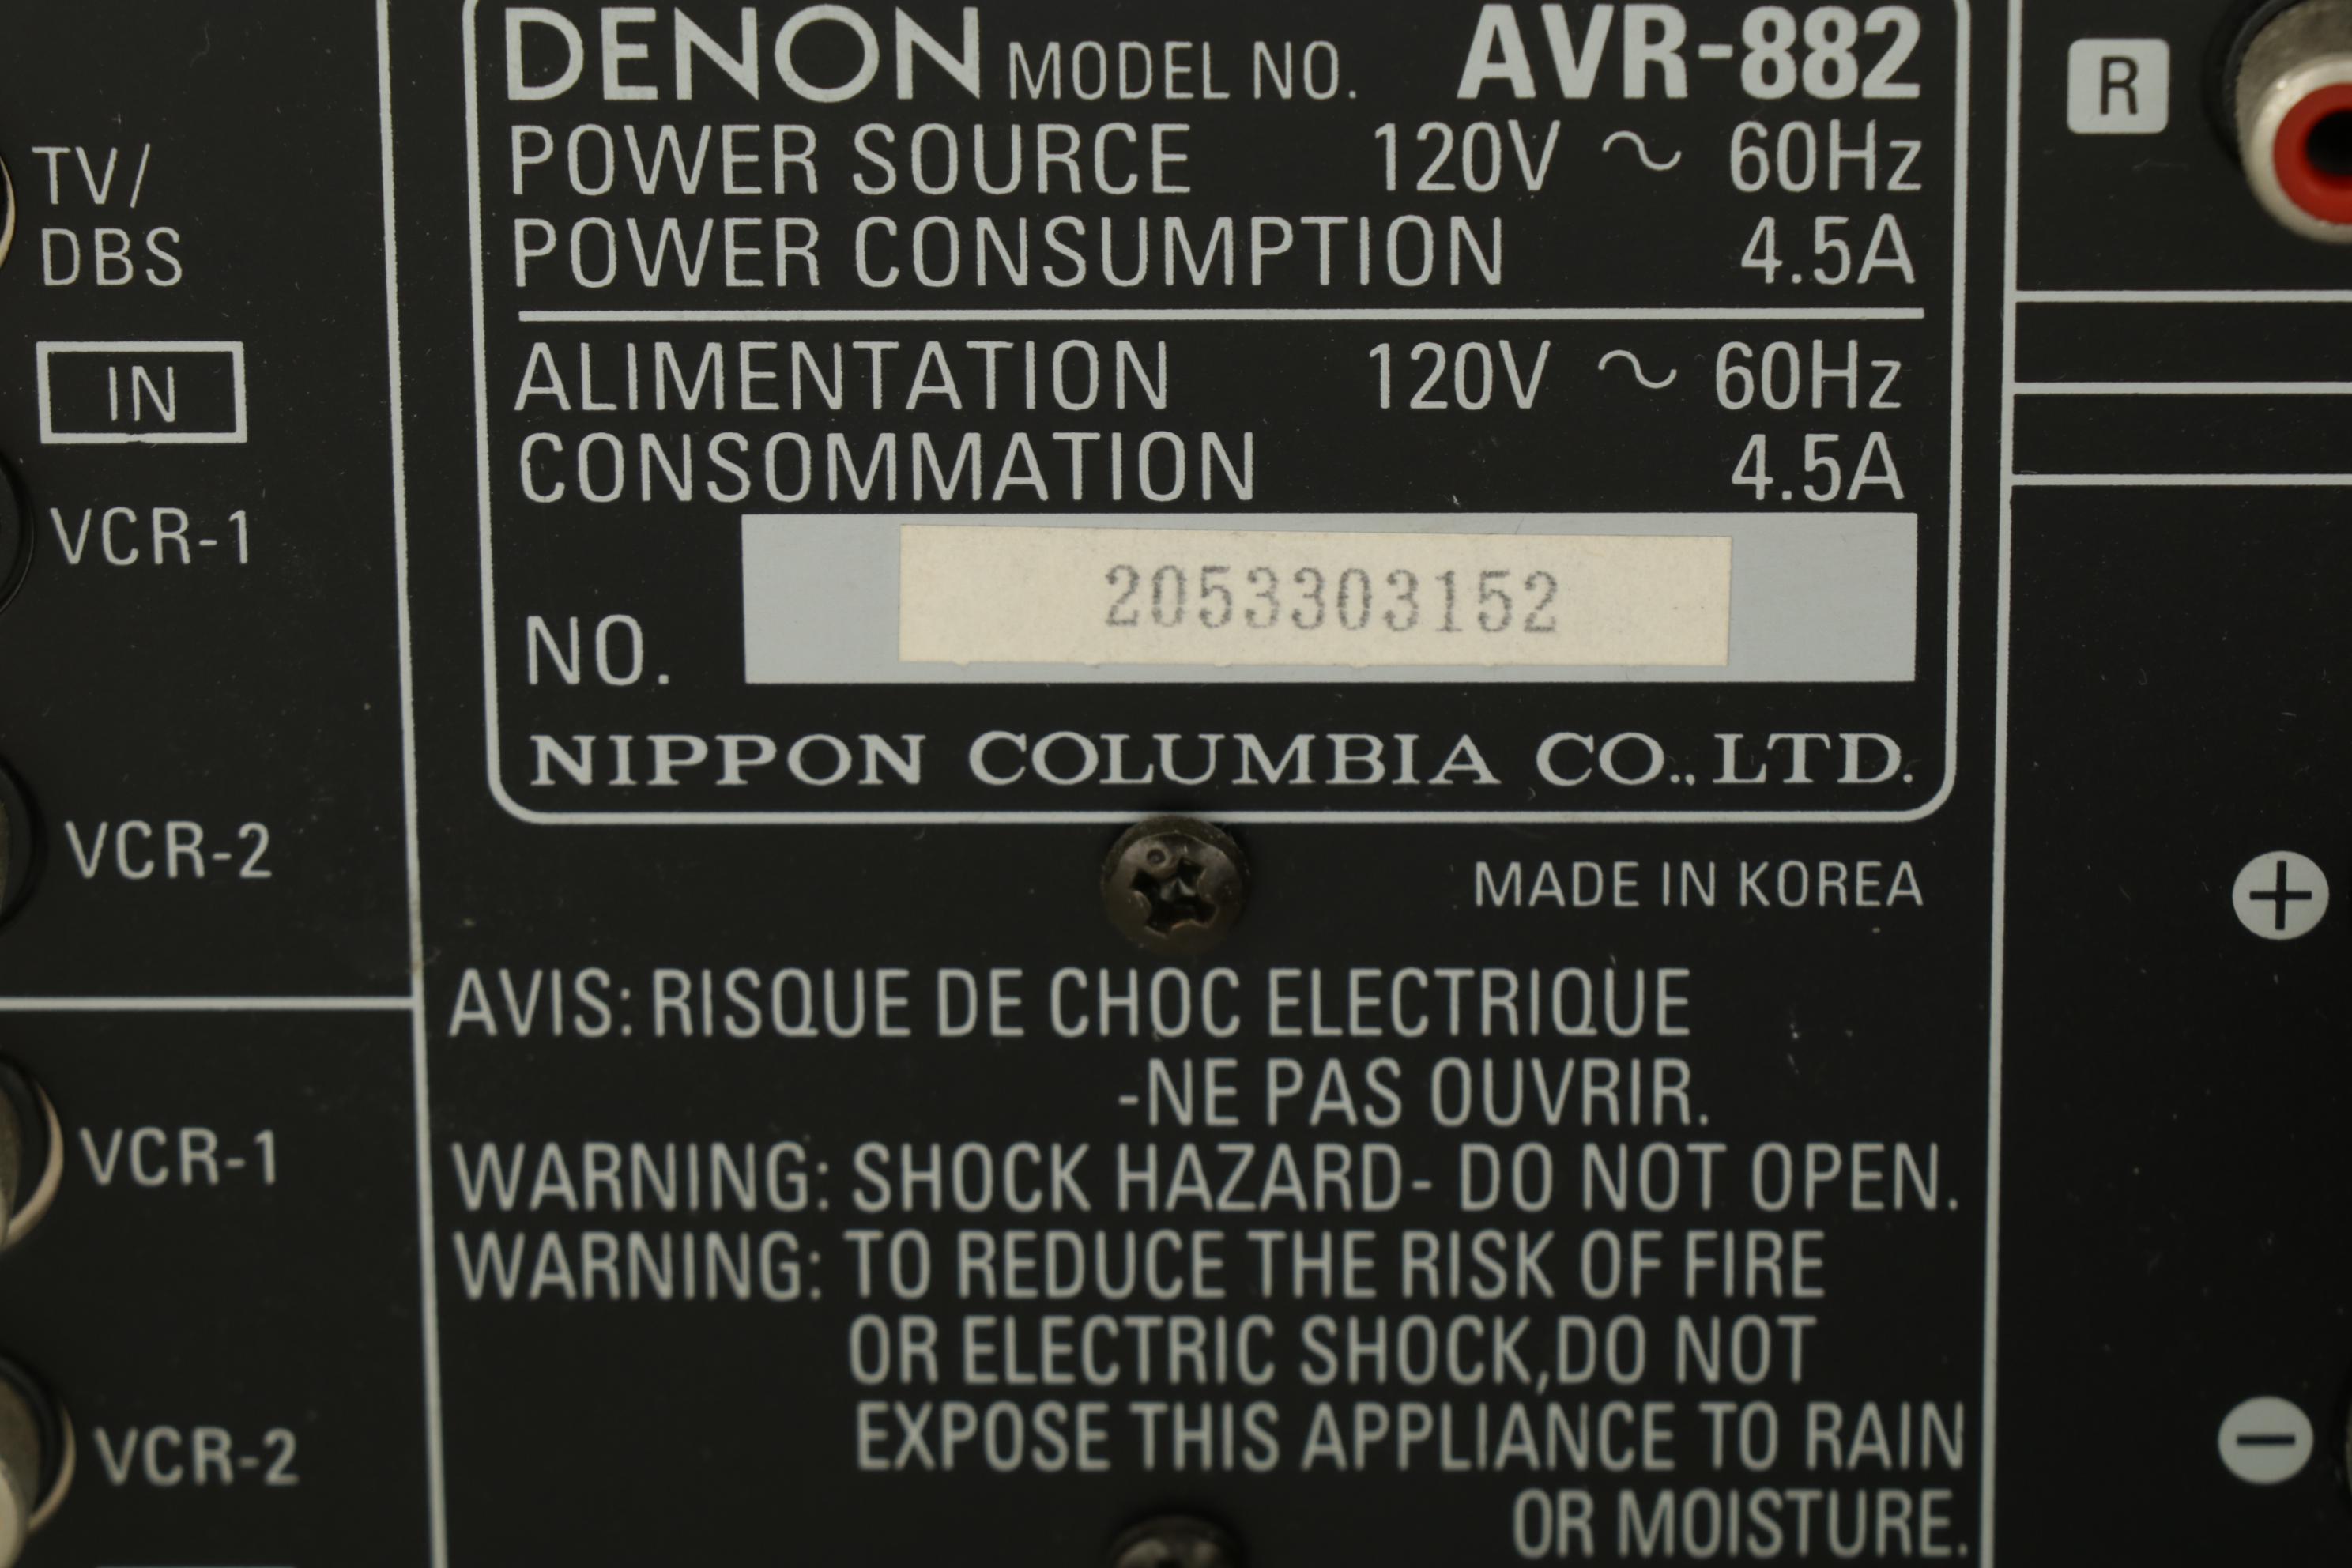 DENON MODEL NO. AVR-882
POWER SOURCE 120V ~ 60Hz
POWER CONSUMPTION 4.5A
ALIMENTATION 120V ~ 60Hz
CONSOMMATION 4.5A
NO. 2053303152
NIPPON COLUMBIA CO., LTD.
MADE IN KOREA
AVIS: RISQUE DE CHOC ELECTRIQUE
-NE PAS OUVRIR.
WARNING: SHOCK HAZARD- DO NOT OPEN.
WARNING: TO REDUCE THE RISK OF FIRE
OR ELECTRIC SHOCK,DO NOT
EXPOSE THIS APPLIANCE TO RAIN
OR MOISTURE.
TV/
DBS
IN
VCR-1
VCR-2
VCR-1
VCR-2
R
+
−